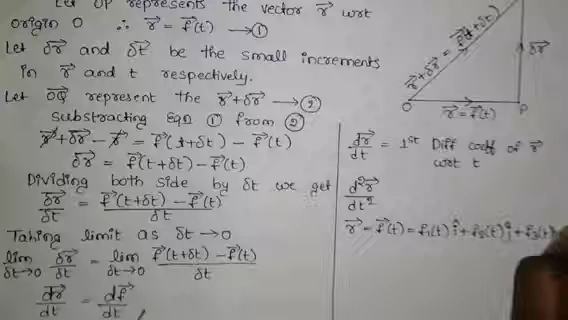 Let OP represents the vector r⃗ wrt
origin O ∴ r⃗ = f⃗(t) —①
Let δr⃗ and δt⃗ be the small increments
in r⃗ and t respectively.
Let OQ⃗ represent the r⃗+δr⃗ —②
Substracting Eqn ① from ②
r⃗+δr⃗ - r⃗ = f⃗(t+δt) - f⃗(t)
δr⃗ = f⃗(t+δt) - f⃗(t)
Dividing both side by δt we get
δr⃗/δt = f⃗(t+δt) - f⃗(t)/δt
Taking limit as δt→0
lim δt→0 δr⃗/δt = lim δt→0 f⃗(t+δt) - f⃗(t)/δt
dr⃗/dt = df⃗/dt
r⃗+δr⃗ = f⃗(t+δt)
δr⃗
O
P
r⃗ = f⃗(t)
dr⃗/dt = 1st Diff coeff of r⃗
wrt t
d²r⃗/dt²
r⃗ = f⃗(t) = f₁(t) î + f₂(t) ĵ + f₃(t)